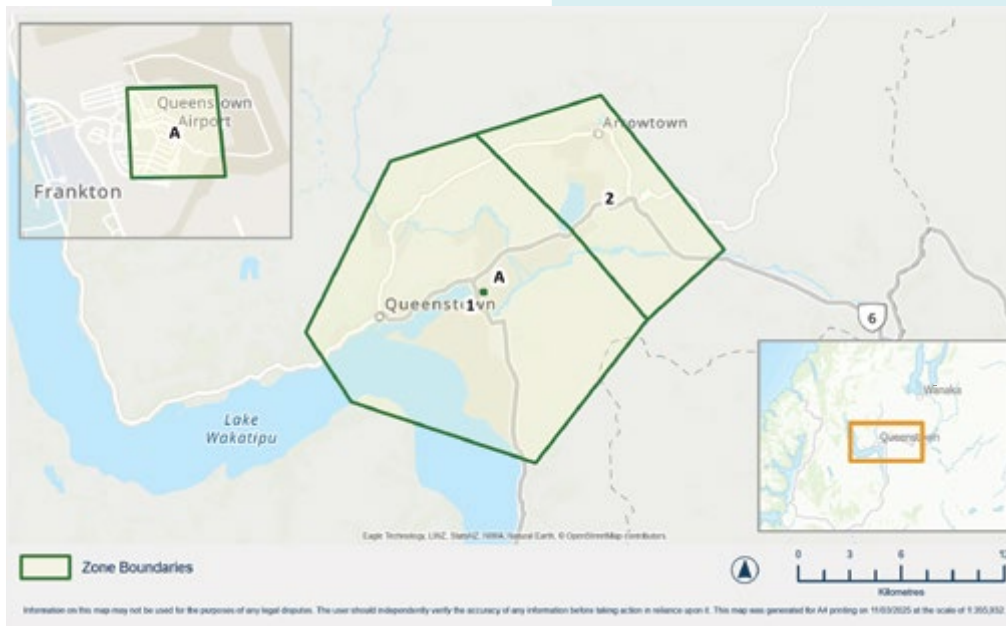 Queenstown
Airport
A
Frankton
Arrowtown
2
A
Queenstown
1
6
Lake
Wakatipu
Wānaka
Queenstown
Eagle Technology, LINZ, StatsNZ, NIWA, Natural Earth, © OpenStreetMap contributors.
Zone Boundaries
0 3 6 12
Kilometres
Information on this map may not be used for the purposes of any legal disputes. The user should independently verify the accuracy of any information before taking action in reliance upon it. This map was generated for A4 printing on 11/03/2025 at the scale of